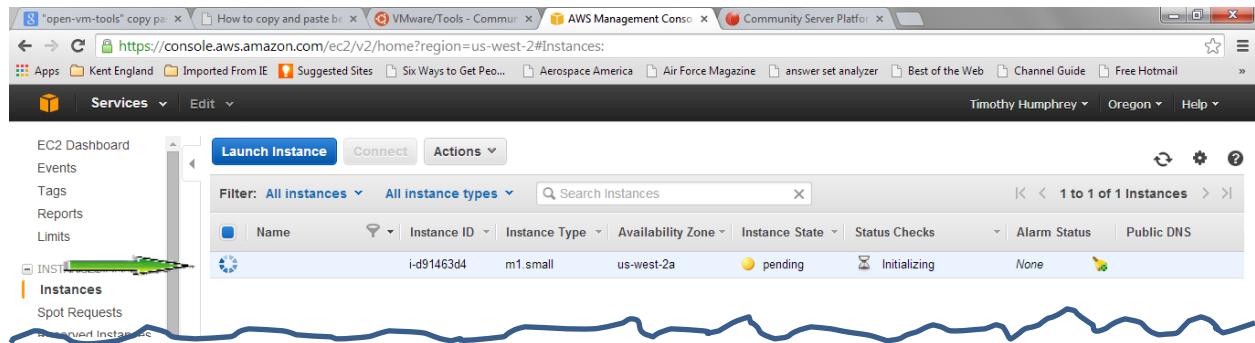 "open-vm-tools" copy pa
How to copy and paste be
VMware/Tools - Commun
AWS Management Conso
Community Server Platfor
https://console.aws.amazon.com/ec2/v2/home?region=us-west-2#Instances:
Apps Kent England Imported From IE Suggested Sites Six Ways to Get Peo... Aerospace America Air Force Magazine answer set analyzer Best of the Web Channel Guide Free Hotmail »
Services Edit Timothy Humphrey Oregon Help
EC2 Dashboard
Events
Tags
Reports
Limits
INST
Instances
Spot Requests
Reserved Instances
Launch Instance Connect Actions
Filter: All instances All instance types Search Instances 1 to 1 of 1 Instances
Name Instance ID Instance Type Availability Zone Instance State Status Checks Alarm Status Public DNS
i-d91463d4 m1.small us-west-2a pending Initializing None